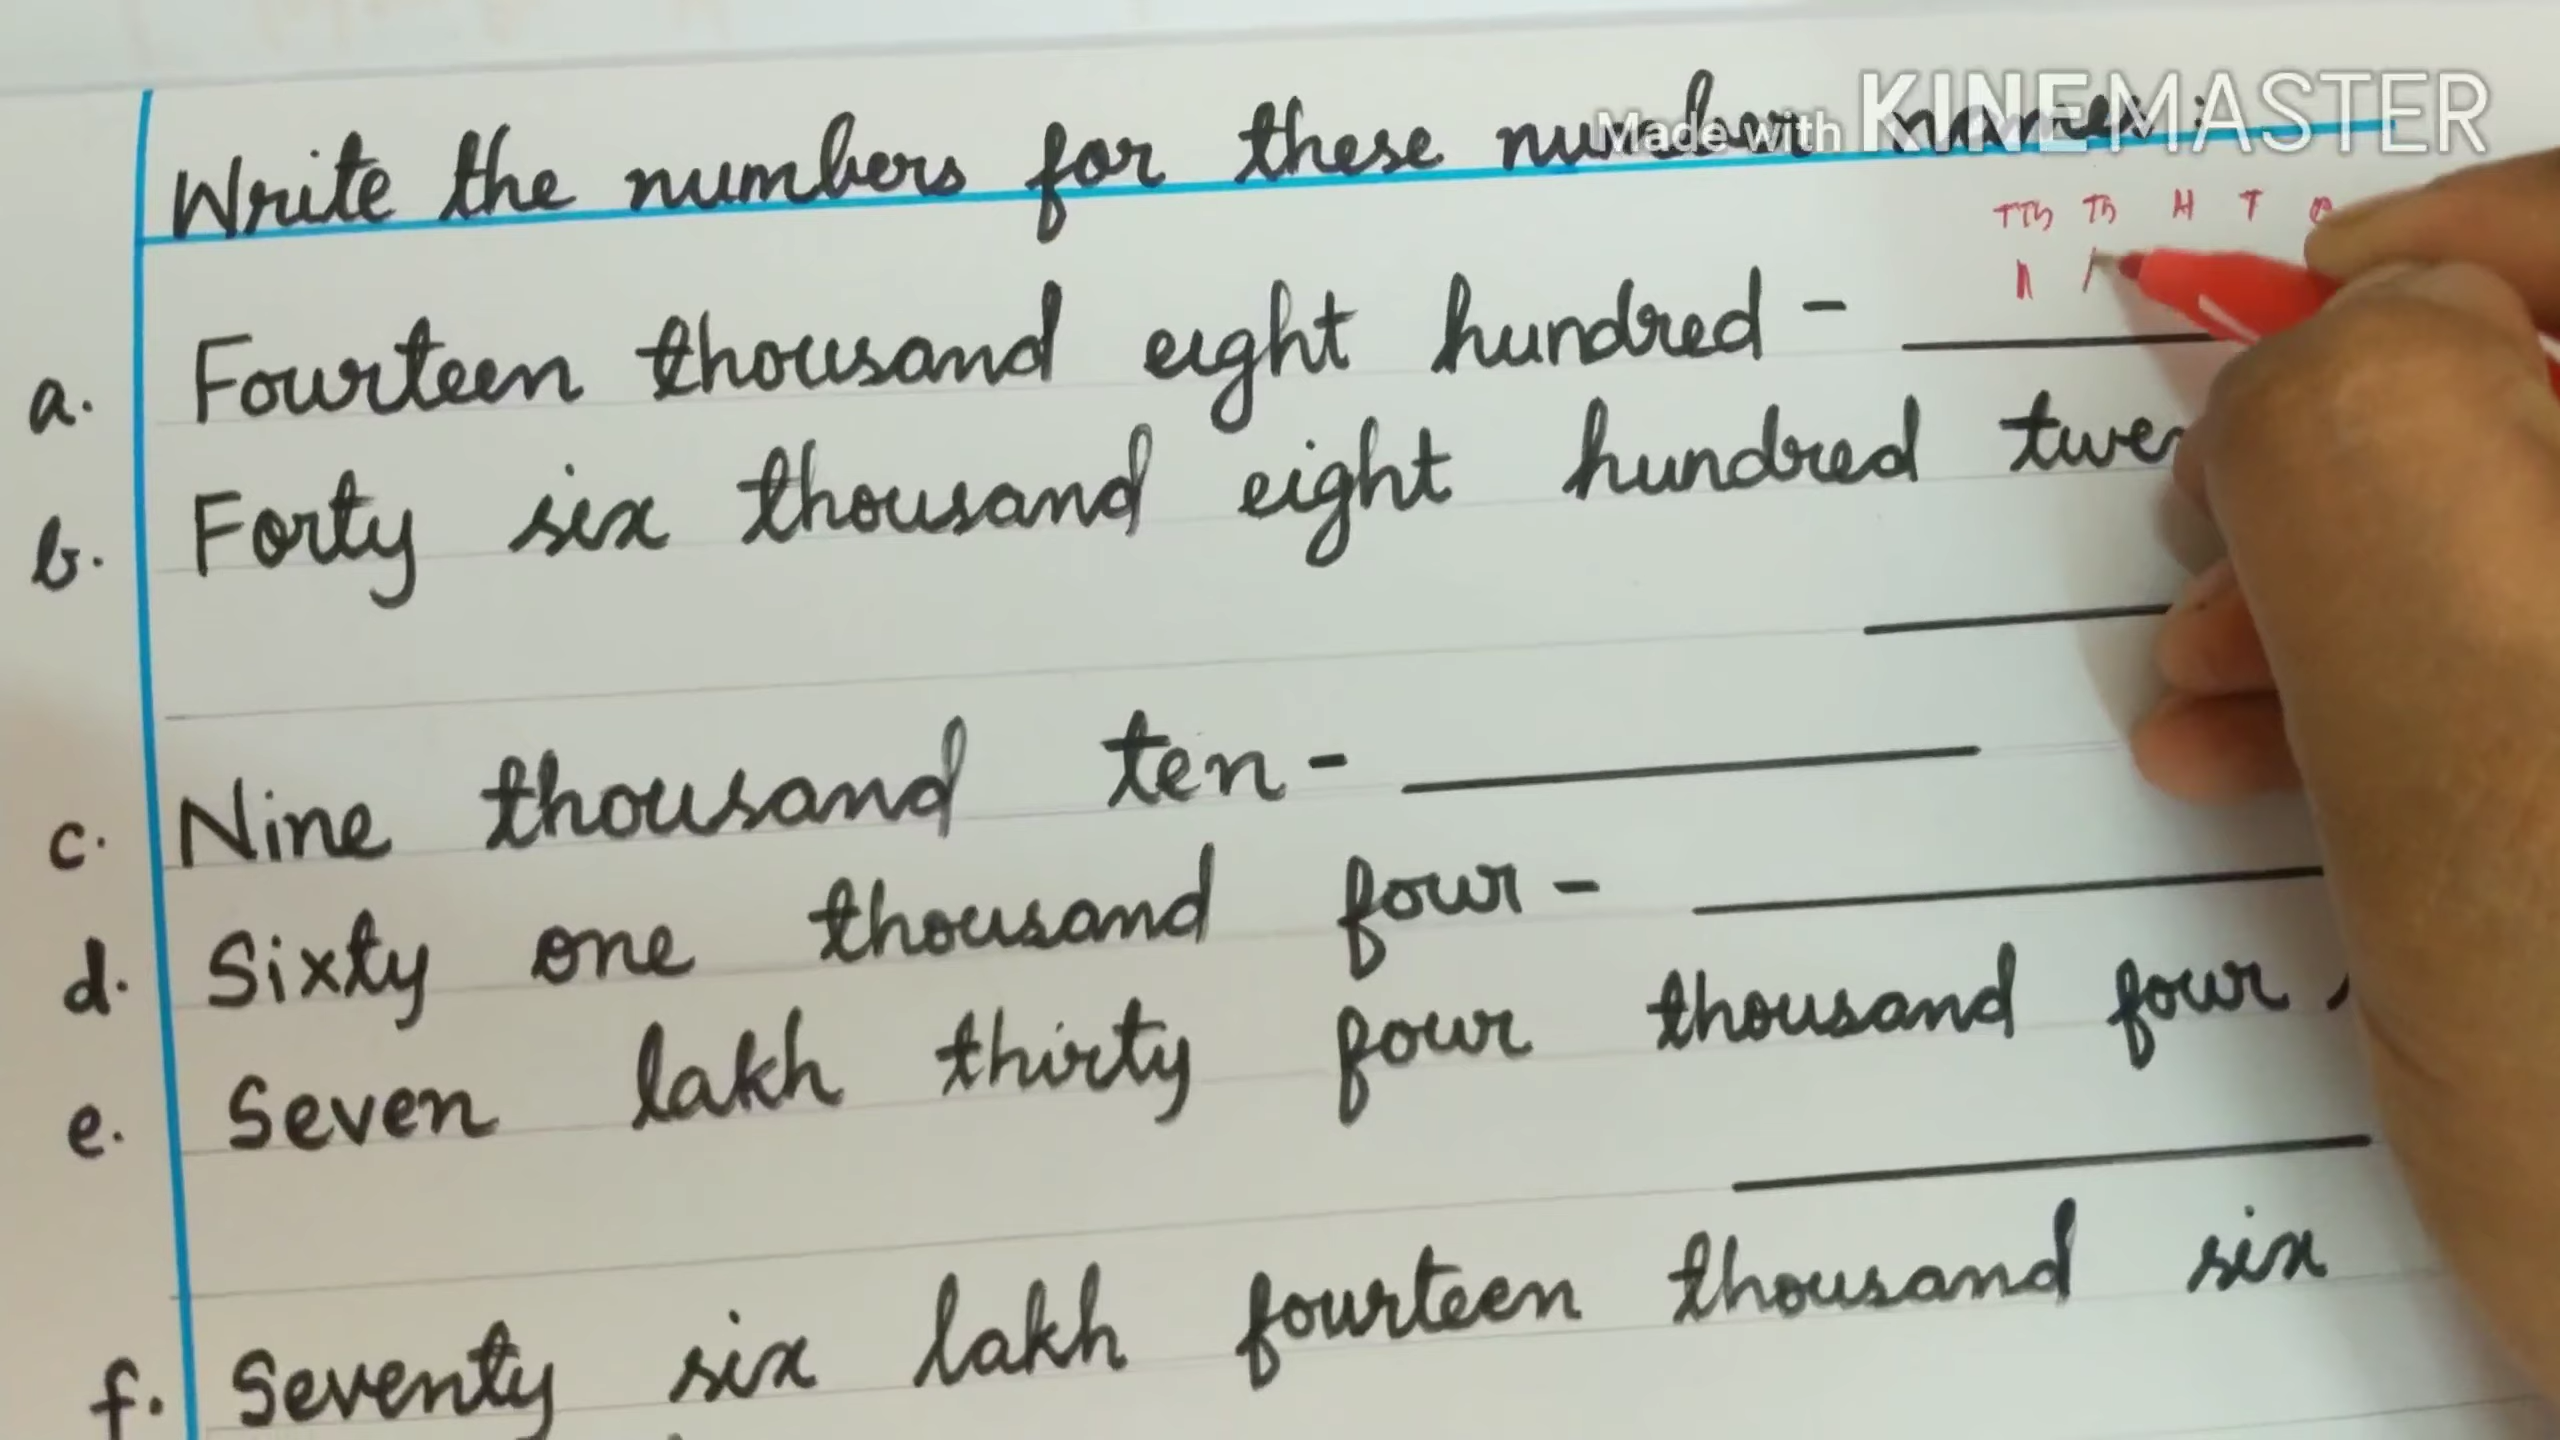 Made with KINEMASTER
Write the numbers for these number names :
TTh Th H T
a. Fourteen thousand eight hundred -
b. Forty six thousand eight hundred
c. Nine thousand ten -
d. Sixty one thousand four -
e. Seven lakh thirty four thousand four
f. Seventy six lakh fourteen thousand six